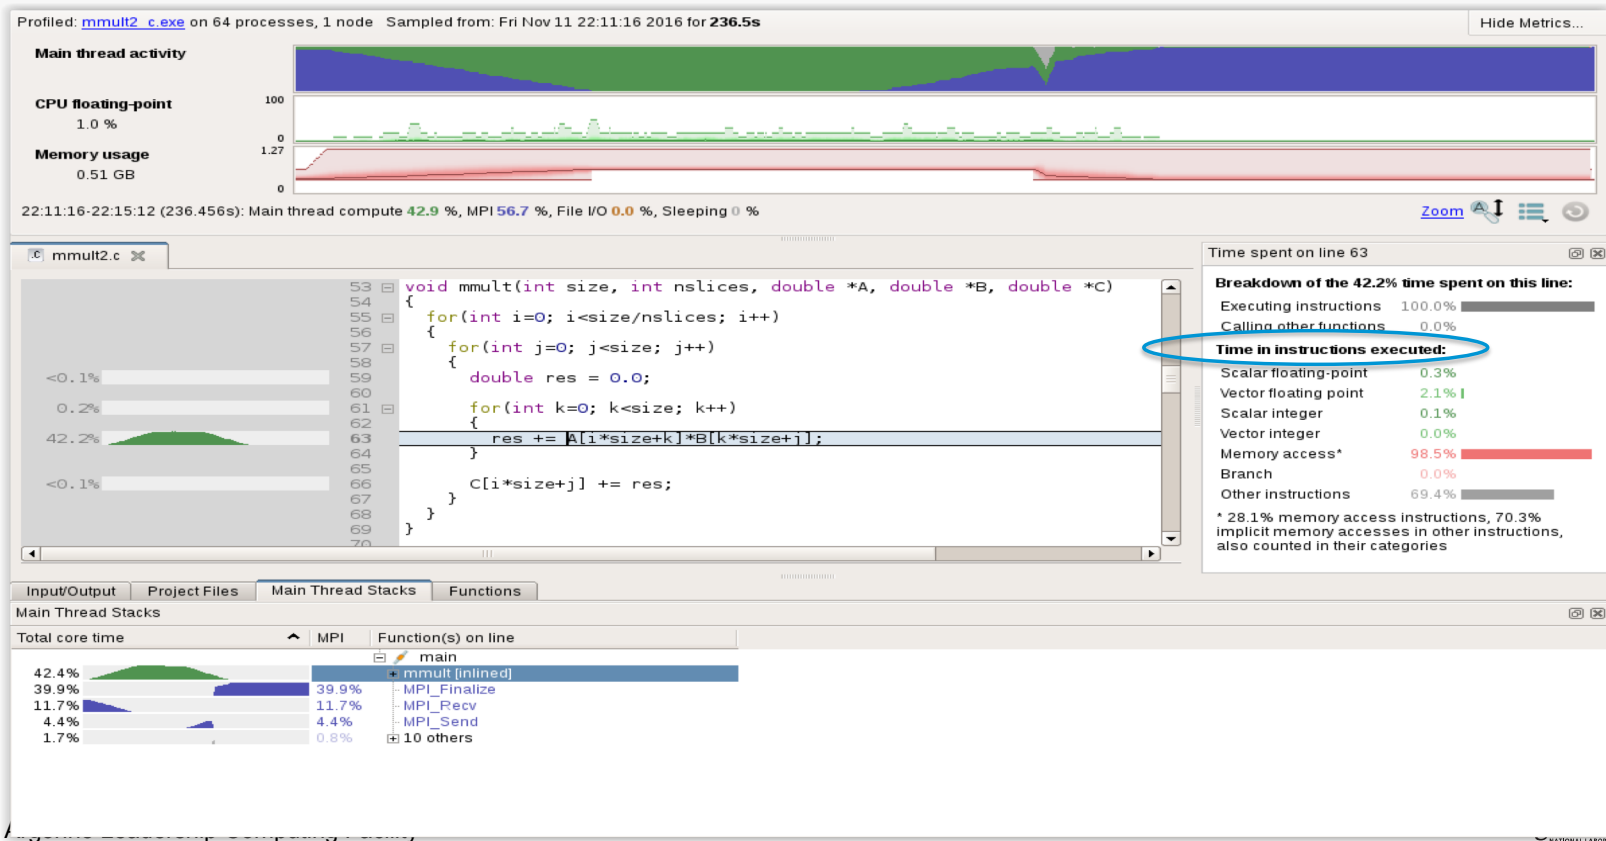 Profiled: mmult2_c.exe on 64 processes, 1 node Sampled from: Fri Nov 11 22:11:16 2016 for 236.5s Hide Metrics...
Main thread activity
CPU floating-point 100
1.0 %
0
Memory usage 1.27
0.51 GB
0
22:11:16-22:15:12 (236.456s): Main thread compute 42.9 %, MPI 56.7 %, File I/O 0.0 %, Sleeping 0 % Zoom
mmult2.c
53 void mmult(int size, int nslices, double *A, double *B, double *C)
54 {
55 for(int i=0; i<size/nslices; i++)
56 {
57 for(int j=0; j<size; j++)
58 {
<0.1% 59 double res = 0.0;
60
0.2% 61 for(int k=0; k<size; k++)
62 {
42.2% 63 res += A[i*size+k]*B[k*size+j];
64 }
65
<0.1% 66 C[i*size+j] += res;
67 }
68 }
69 }
70
Time spent on line 63
Breakdown of the 42.2% time spent on this line:
Executing instructions 100.0%
Calling other functions 0.0%
Time in instructions executed:
Scalar floating-point 0.3%
Vector floating point 2.1%
Scalar integer 0.1%
Vector integer 0.0%
Memory access* 98.5%
Branch 0.0%
Other instructions 69.4%
* 28.1% memory access instructions, 70.3%
implicit memory accesses in other instructions,
also counted in their categories
Input/Output Project Files Main Thread Stacks Functions
Main Thread Stacks
Total core time MPI Function(s) on line
main
42.4% mmult [inlined]
39.9% 39.9% MPI_Finalize
11.7% 11.7% MPI_Recv
4.4% 4.4% MPI_Send
1.7% 0.8% 10 others
Argonne Leadership Computing Facility